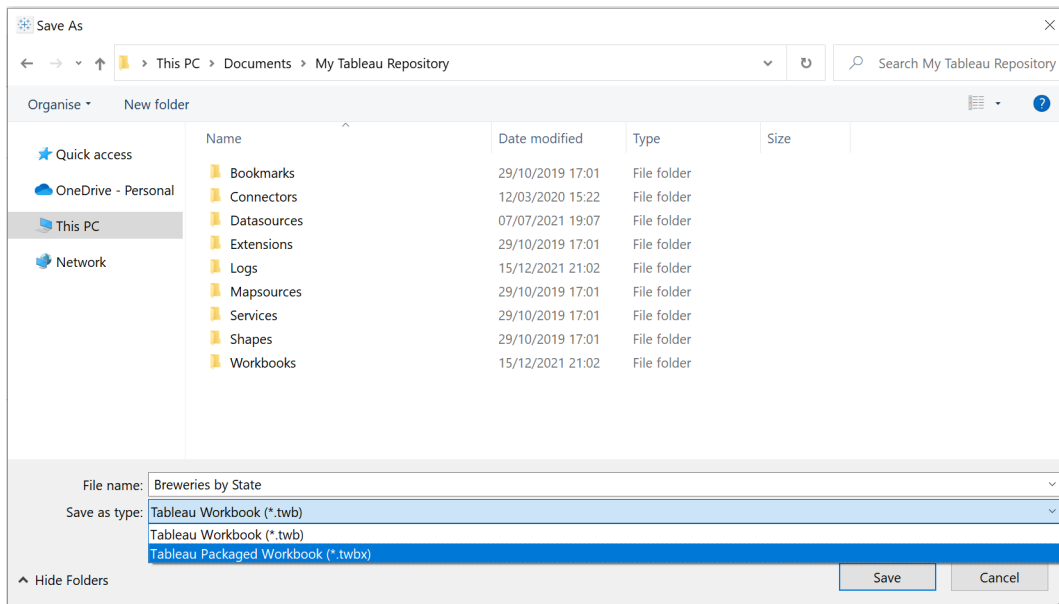 Save As
This PC > Documents > My Tableau Repository
Search My Tableau Repository
Organise
New folder
?
Name Date modified Type Size
Quick access
OneDrive - Personal
This PC
Network
Bookmarks 29/10/2019 17:01 File folder
Connectors 12/03/2020 15:22 File folder
Datasources 07/07/2021 19:07 File folder
Extensions 29/10/2019 17:01 File folder
Logs 15/12/2021 21:02 File folder
Mapsources 29/10/2019 17:01 File folder
Services 29/10/2019 17:01 File folder
Shapes 29/10/2019 17:01 File folder
Workbooks 15/12/2021 21:02 File folder
File name: Breweries by State
Save as type: Tableau Workbook (*.twb)
Tableau Workbook (*.twb)
Tableau Packaged Workbook (*.twbx)
Hide Folders
Save
Cancel